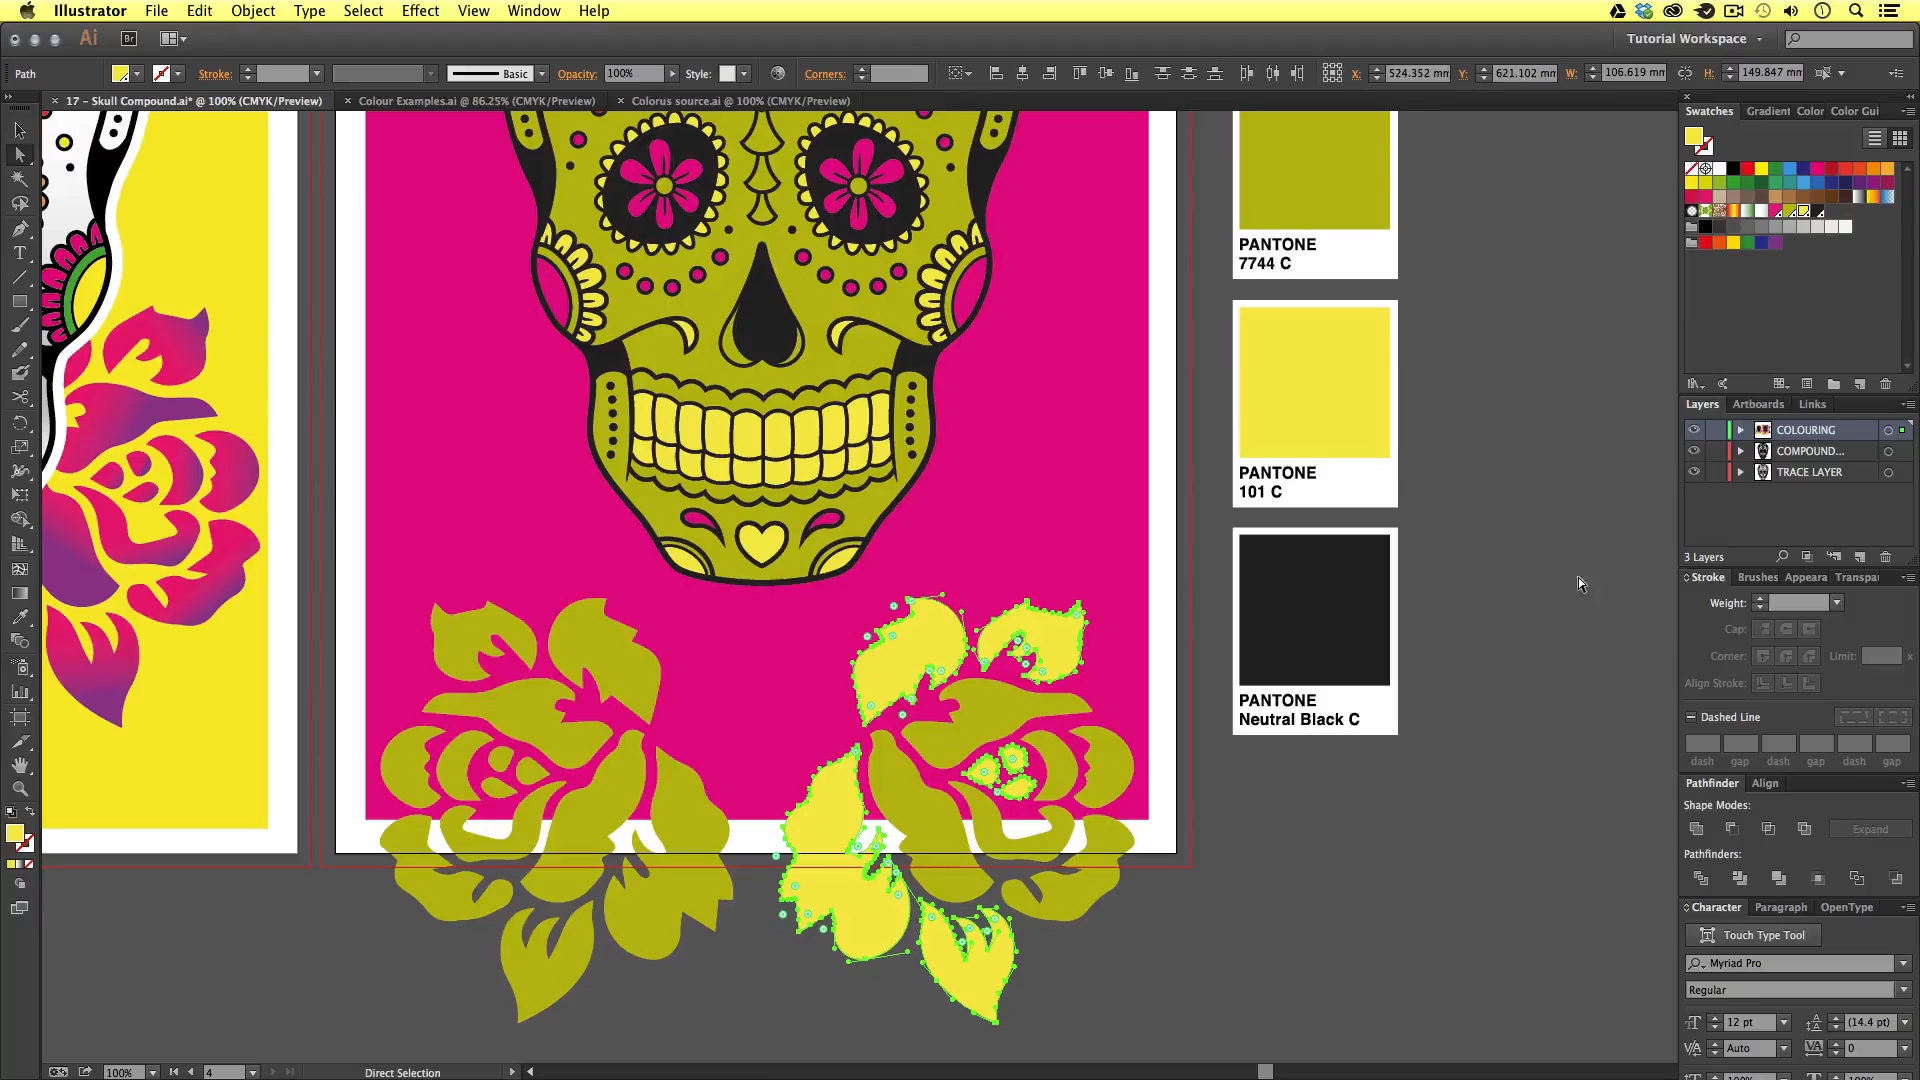 Illustrator File Edit Object Type Select Effect View Window Help
Ai Br Tutorial Workspace
Path Stroke: Basic Opacity: 100% Style: Corners: X: 524.352 mm Y: 621.102 mm W: 106.619 mm H: 149.847 mm
17 - Skull Compound.ai* @ 100% (CMYK/Preview) Colour Examples.ai @ 86.25% (CMYK/Preview) Colorus source.ai @ 100% (CMYK/Preview)
Swatches Gradient Color Color Gui
PANTONE
7744 C
PANTONE
101 C
PANTONE
Neutral Black C
Layers Artboards Links
COLOURING
COMPOUND...
TRACE LAYER
3 Layers
Stroke Brushes Appeara Transpa
Weight:
Cap:
Corner: Limit: x
Align Stroke:
Dashed Line
dash gap dash gap dash gap
Pathfinder Align
Shape Modes:
Expand
Pathfinders:
Character Paragraph OpenType
Touch Type Tool
Myriad Pro
Regular
12 pt (14.4 pt)
Auto 0
100% 4 Direct Selection